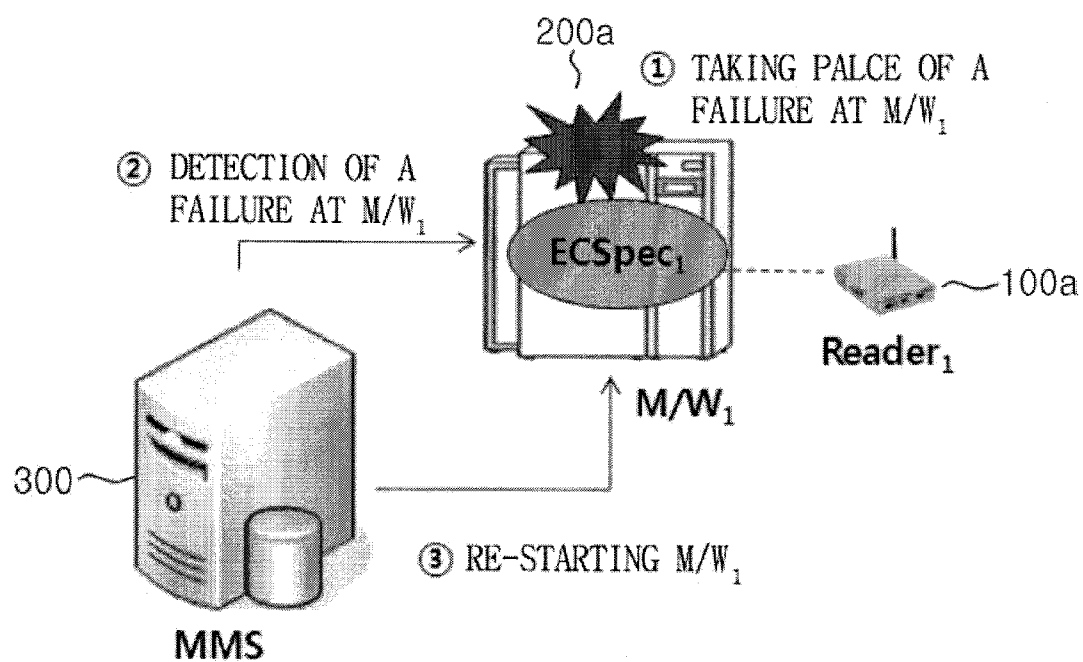 200a
① TAKING PALCE OF A
FAILURE AT M/W₁
② DETECTION OF A
FAILURE AT M/W₁
ECSpec₁
100a
Reader₁
M/W₁
300
③ RE-STARTING M/W₁
MMS